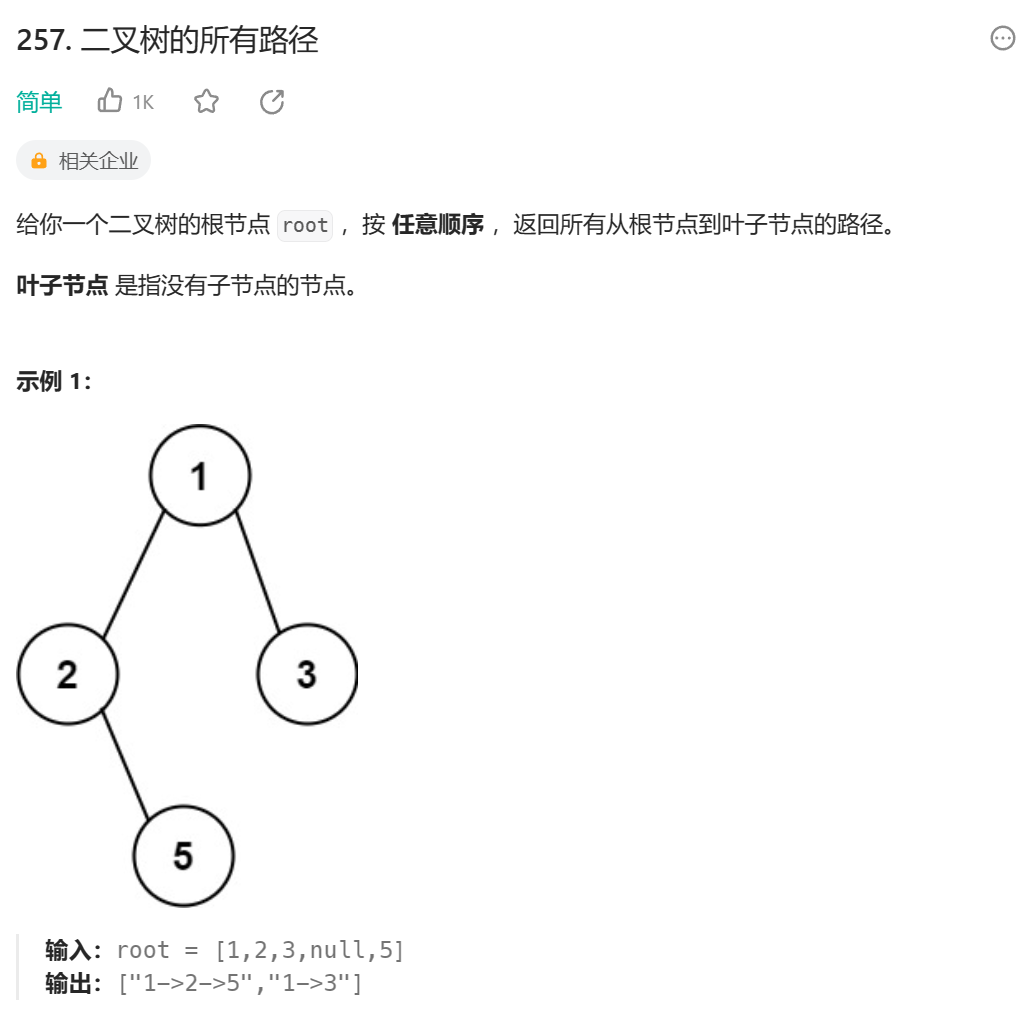 257. 二叉树的所有路径
简单 1K
相关企业
给你一个二叉树的根节点 root ，按 任意顺序 ，返回所有从根节点到叶子节点的路径。
叶子节点 是指没有子节点的节点。
示例 1：
1
2 3
5
输入：root = [1,2,3,null,5]
输出：["1->2->5","1->3"]